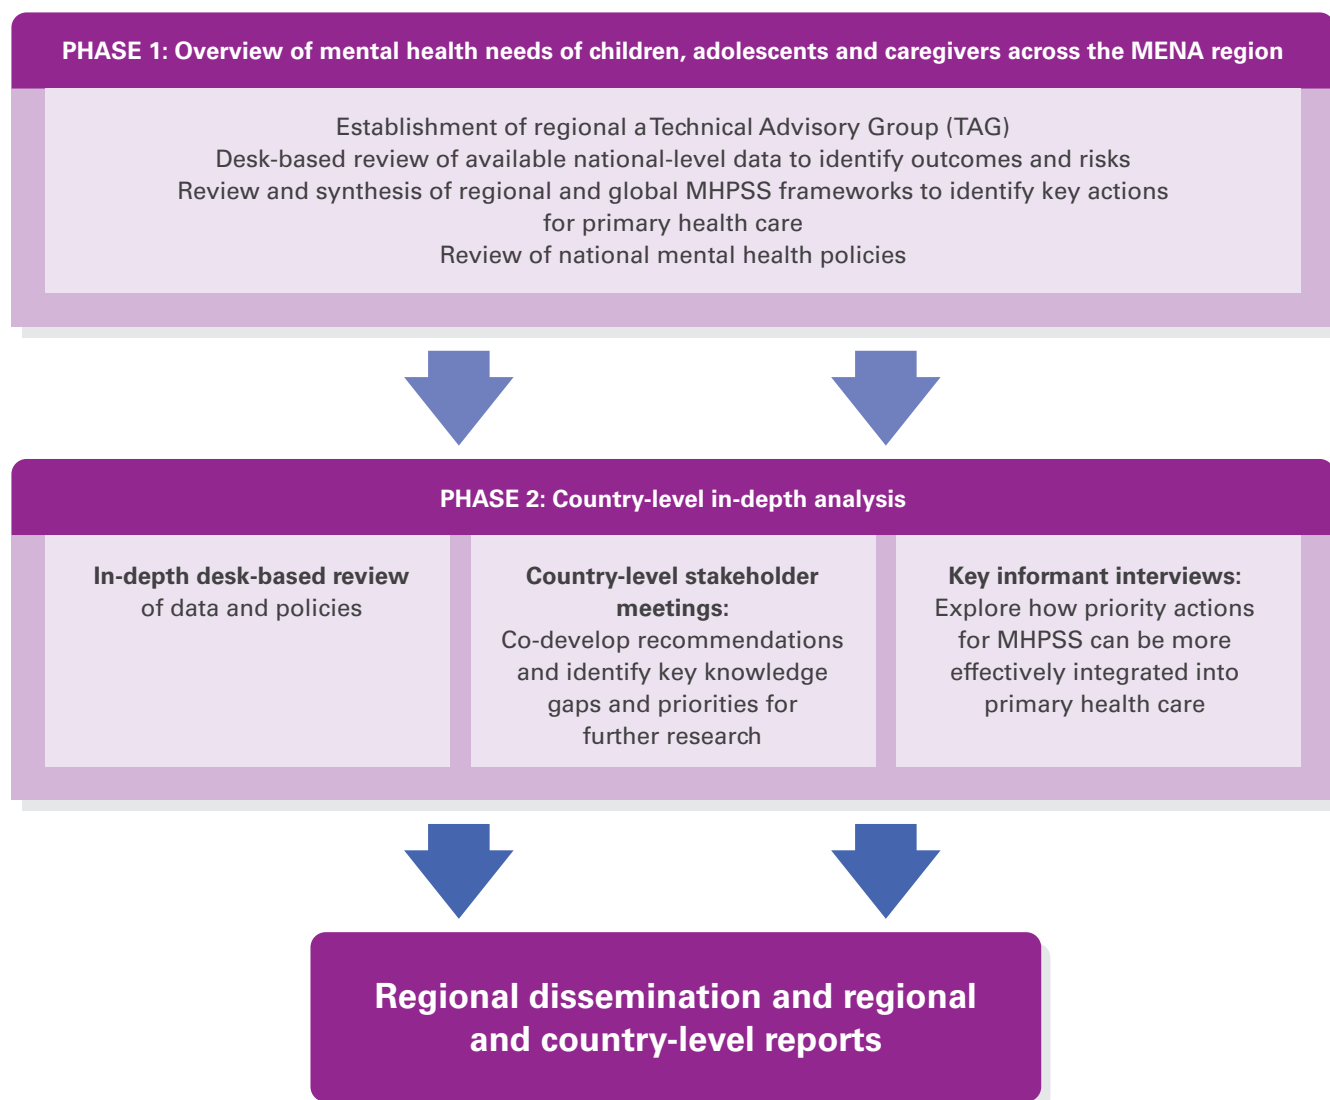 PHASE 1: Overview of mental health needs of children, adolescents and caregivers across the MENA region
Establishment of regional a Technical Advisory Group (TAG)
Desk-based review of available national-level data to identify outcomes and risks
Review and synthesis of regional and global MHPSS frameworks to identify key actions
for primary health care
Review of national mental health policies
PHASE 2: Country-level in-depth analysis
In-depth desk-based review
of data and policies
Country-level stakeholder
meetings:
Co-develop recommendations
and identify key knowledge
gaps and priorities for
further research
Key informant interviews:
Explore how priority actions
for MHPSS can be more
effectively integrated into
primary health care
Regional dissemination and regional
and country-level reports